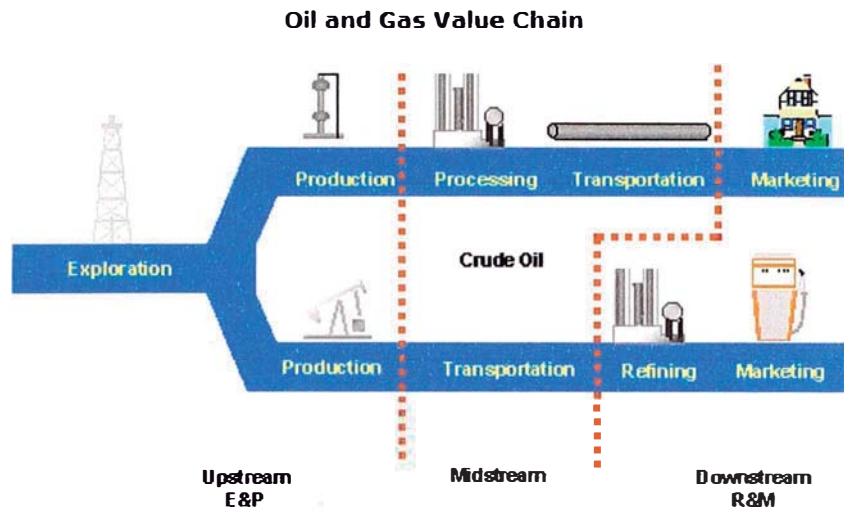 Oil and Gas Value Chain
Production
Processing
Transportation
Marketing
Exploration
Crude Oil
Production
Transportation
Refining
Marketing
Upstream
E&P
Midstream
Downstream
R&M